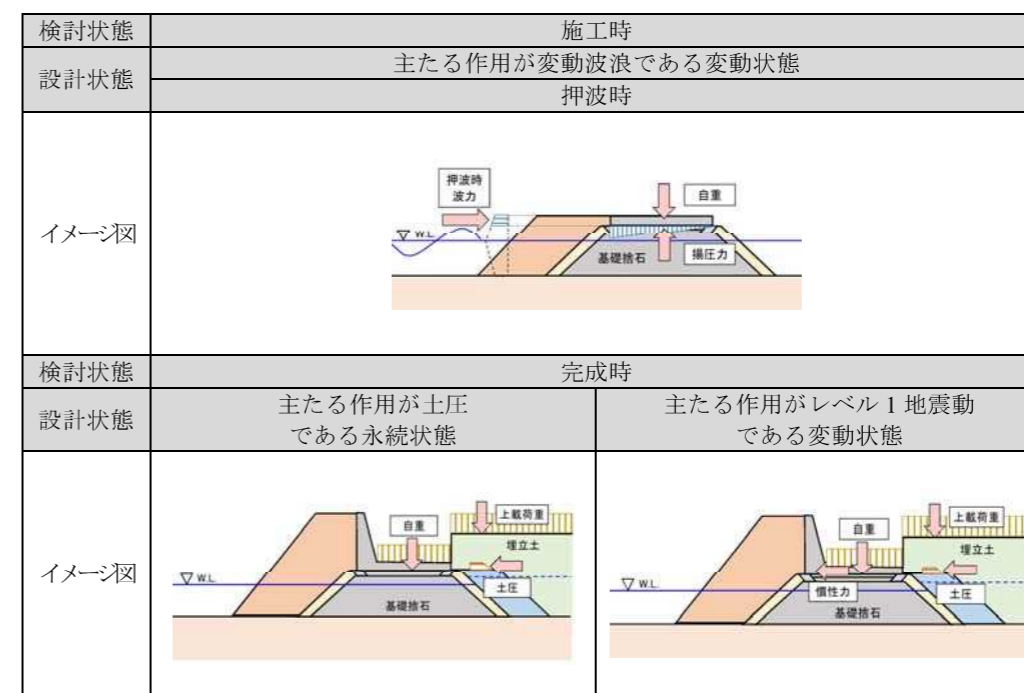 検討状態
施工時
設計状態
主たる作用が変動波浪である変動状態
押波時
イメージ図
押波時
波力
自重
W.L.
基礎捨石
揚圧力
検討状態
完成時
設計状態
主たる作用が土圧
である永続状態
主たる作用がレベル 1 地震動
である変動状態
イメージ図
自重
上載荷重
埋立土
W.L.
土圧
基礎捨石
自重
上載荷重
埋立土
W.L.
慣性力
土圧
基礎捨石